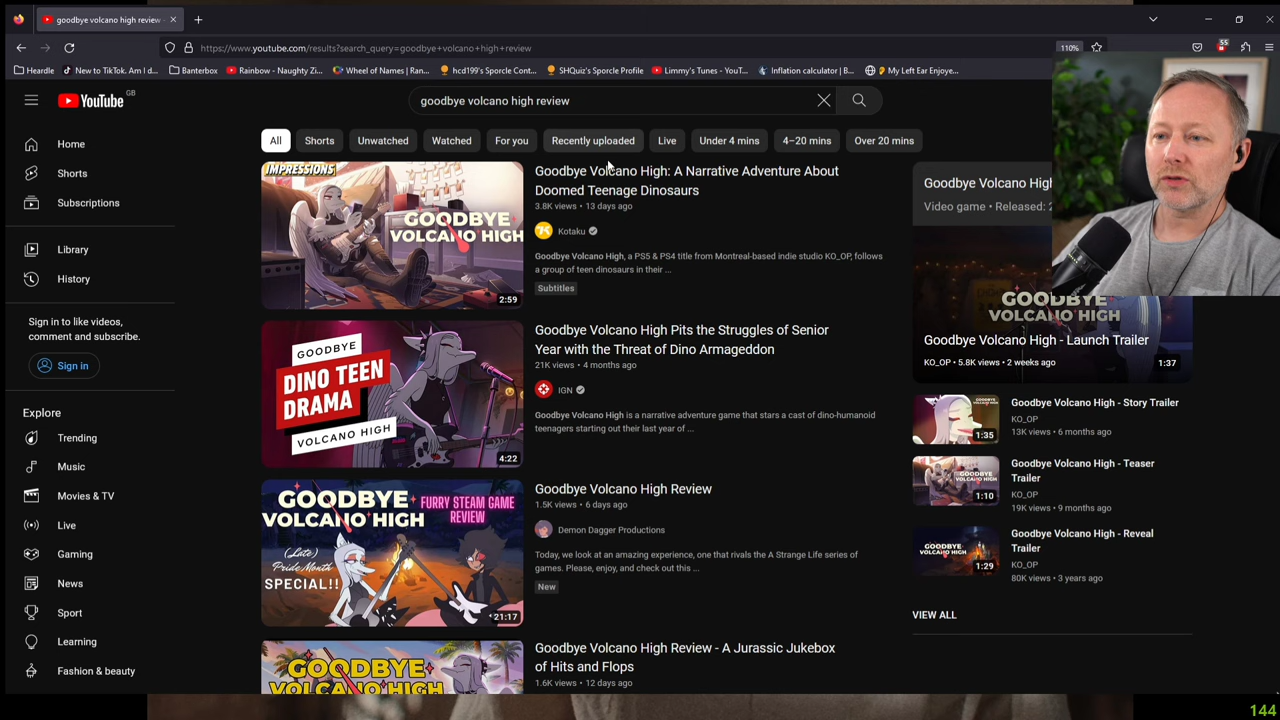 goodbye volcano high review -
https://www.youtube.com/results?search_query=goodbye+volcano+high+review
110%
55
Heardle
New to TikTok, Am I d...
Banterbox
Rainbow - Naughty Zi...
Wheel of Names | Ran...
hcd199's Sporcle Cont...
SHQuiz's Sporcle Profile
Limmy's Tunes - YouT...
Inflation calculator | B...
My Left Ear Enjoye...
YouTube GB
goodbye volcano high review
All
Shorts
Unwatched
Watched
For you
Recently uploaded
Live
Under 4 mins
4–20 mins
Over 20 mins
Home
Shorts
Subscriptions
Library
History
Sign in to like videos,
comment and subscribe.
Sign in
Explore
Trending
Music
Movies & TV
Live
Gaming
News
Sport
Learning
Fashion & beauty
IMPRESSIONS
GOODBYE
VOLCANO HIGH
2:59
Goodbye Volcano High: A Narrative Adventure About
Doomed Teenage Dinosaurs
3.8K views • 13 days ago
Kotaku
Goodbye Volcano High, a PS5 & PS4 title from Montreal-based indie studio KO_OP, follows
a group of teen dinosaurs in their ...
Subtitles
GOODBYE
DINO TEEN
DRAMA
VOLCANO HIGH
4:22
Goodbye Volcano High Pits the Struggles of Senior
Year with the Threat of Dino Armageddon
21K views • 4 months ago
IGN
Goodbye Volcano High is a narrative adventure game that stars a cast of dino-humanoid
teenagers starting out their last year of ...
GOODBYE
VOLCANO HIGH
FURRY STEAM GAME
REVIEW
(Late)
Pride Month
SPECIAL!!
21:17
Goodbye Volcano High Review
1.5K views • 6 days ago
Demon Dagger Productions
Today, we look at an amazing experience, one that rivals the A Strange Life series of
games. Please, enjoy, and check out this ...
New
GOODBYE
VOLCANO HIGH
Goodbye Volcano High Review - A Jurassic Jukebox
of Hits and Flops
1.6K views • 12 days ago
Goodbye Volcano High
Video game • Released: 2
GOODBYE
VOLCANO HIGH
Goodbye Volcano High - Launch Trailer
KO_OP • 5.8K views • 2 weeks ago
1:37
Goodbye Volcano High - Story Trailer
KO_OP
13K views • 6 months ago
1:35
Goodbye Volcano High - Teaser
Trailer
KO_OP
19K views • 9 months ago
1:10
Goodbye Volcano High - Reveal
Trailer
KO_OP
80K views • 3 years ago
1:29
VIEW ALL
144